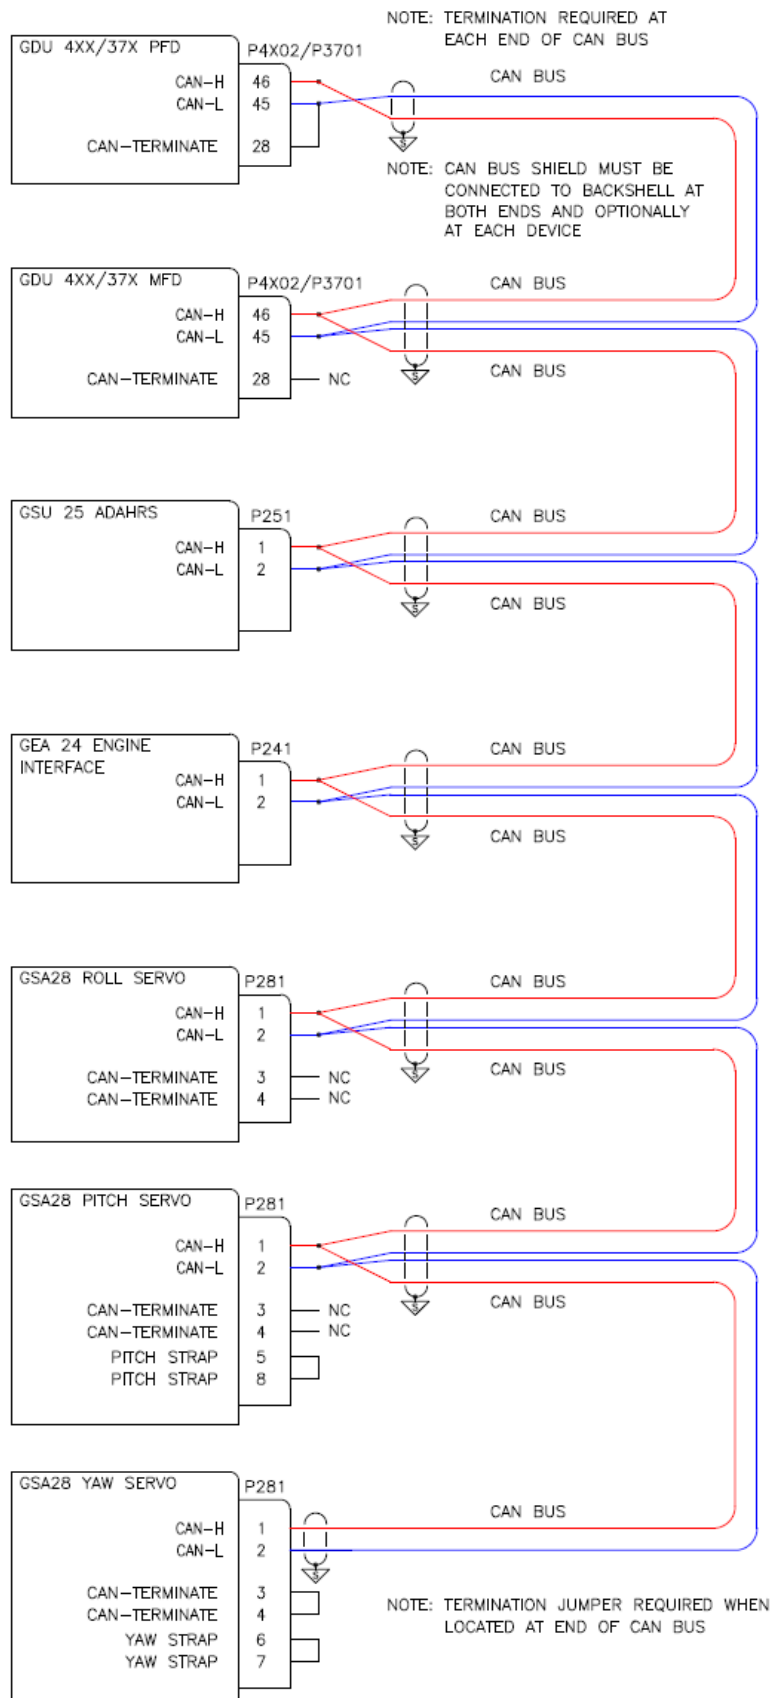 NOTE: TERMINATION REQUIRED AT
EACH END OF CAN BUS
GDU 4XX/37X PFD
P4X02/P3701
CAN BUS
CAN-H 46
CAN-L 45
CAN-TERMINATE 28
S
NOTE: CAN BUS SHIELD MUST BE
CONNECTED TO BACKSHELL AT
BOTH ENDS AND OPTIONALLY
AT EACH DEVICE
GDU 4XX/37X MFD
P4X02/P3701
CAN BUS
CAN-H 46
CAN-L 45
CAN-TERMINATE 28 NC
S
CAN BUS
GSU 25 ADAHRS
P251
CAN BUS
CAN-H 1
CAN-L 2
S
CAN BUS
GEA 24 ENGINE
INTERFACE
P241
CAN BUS
CAN-H 1
CAN-L 2
S
CAN BUS
GSA28 ROLL SERVO
P281
CAN BUS
CAN-H 1
CAN-L 2
CAN-TERMINATE 3 NC
CAN-TERMINATE 4 NC
S
CAN BUS
GSA28 PITCH SERVO
P281
CAN BUS
CAN-H 1
CAN-L 2
CAN-TERMINATE 3 NC
CAN-TERMINATE 4 NC
PITCH STRAP 5
PITCH STRAP 8
S
CAN BUS
GSA28 YAW SERVO
P281
CAN BUS
CAN-H 1
CAN-L 2
S
CAN-TERMINATE 3
CAN-TERMINATE 4
YAW STRAP 6
YAW STRAP 7
NOTE: TERMINATION JUMPER REQUIRED WHEN
LOCATED AT END OF CAN BUS